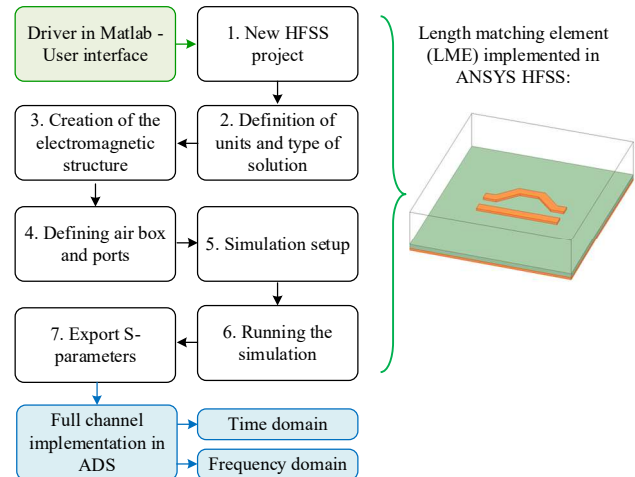 Driver in Matlab -
User interface
1. New HFSS
project
2. Definition of
units and type of
solution
3. Creation of the
electromagnetic
structure
4. Defining air box
and ports
5. Simulation setup
6. Running the
simulation
7. Export S-
parameters
Full channel
implementation in
ADS
Time domain
Frequency domain
Length matching element
(LME) implemented in
ANSYS HFSS: